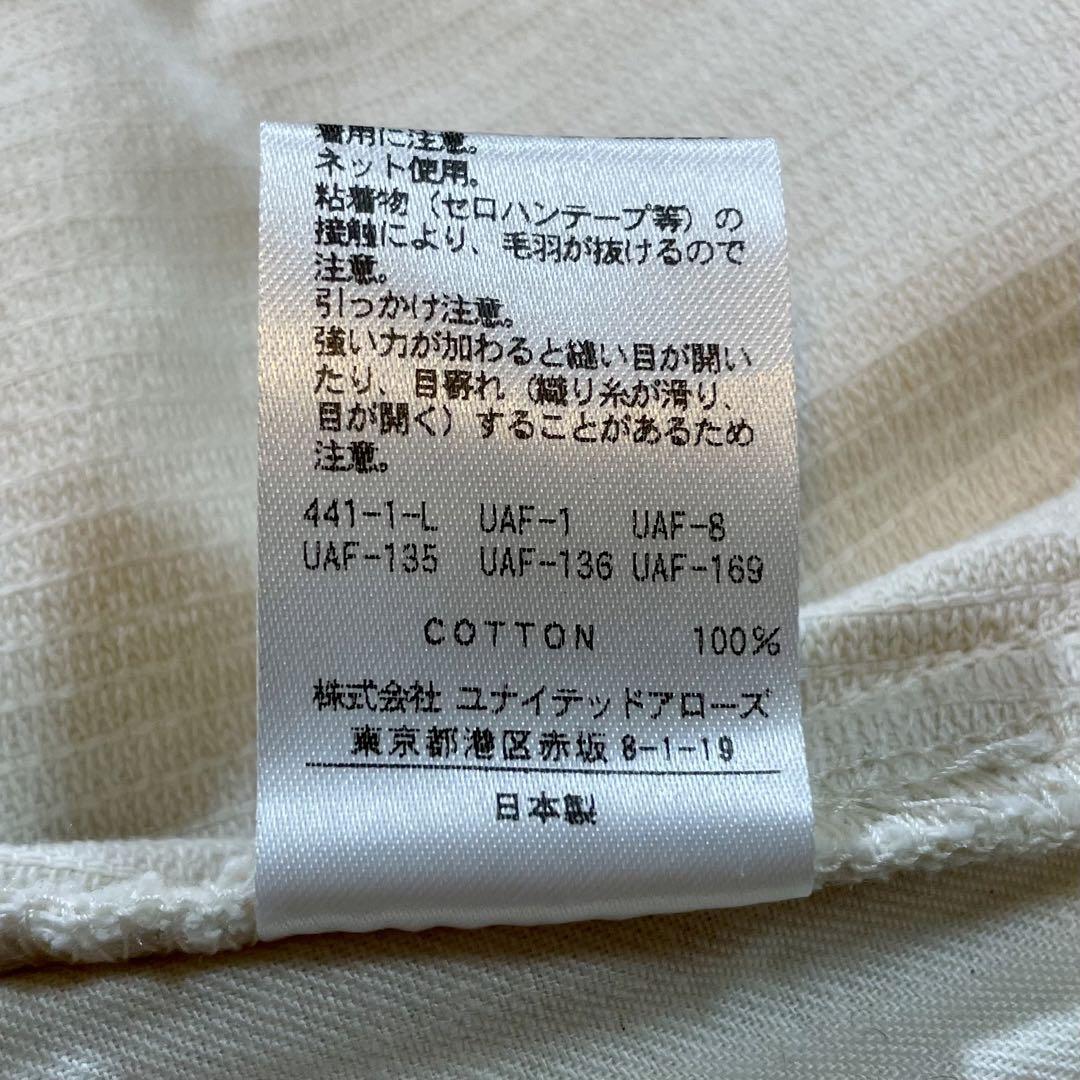 着用に注意。
ネット使用。
粘着物（セロハンテープ等）の
接触により、毛羽が抜けるので
注意。
引っかけ注意。
強い力が加わると縫い目が開い
たり、目寄れ（織り糸が滑り、
目が開く）することがあるため
注意。
441-1-L UAF-1 UAF-8
UAF-135 UAF-136 UAF-169
COTTON 100%
株式会社 ユナイテッドアローズ
東京都港区赤坂 8-1-19
日本製